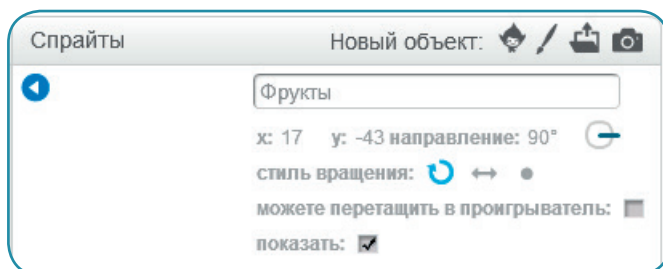 Спрайты Новый объект:
Фрукты
x: 17 y: -43 направление: 90°
стиль вращения:
можете перетащить в проигрыватель:
показать: